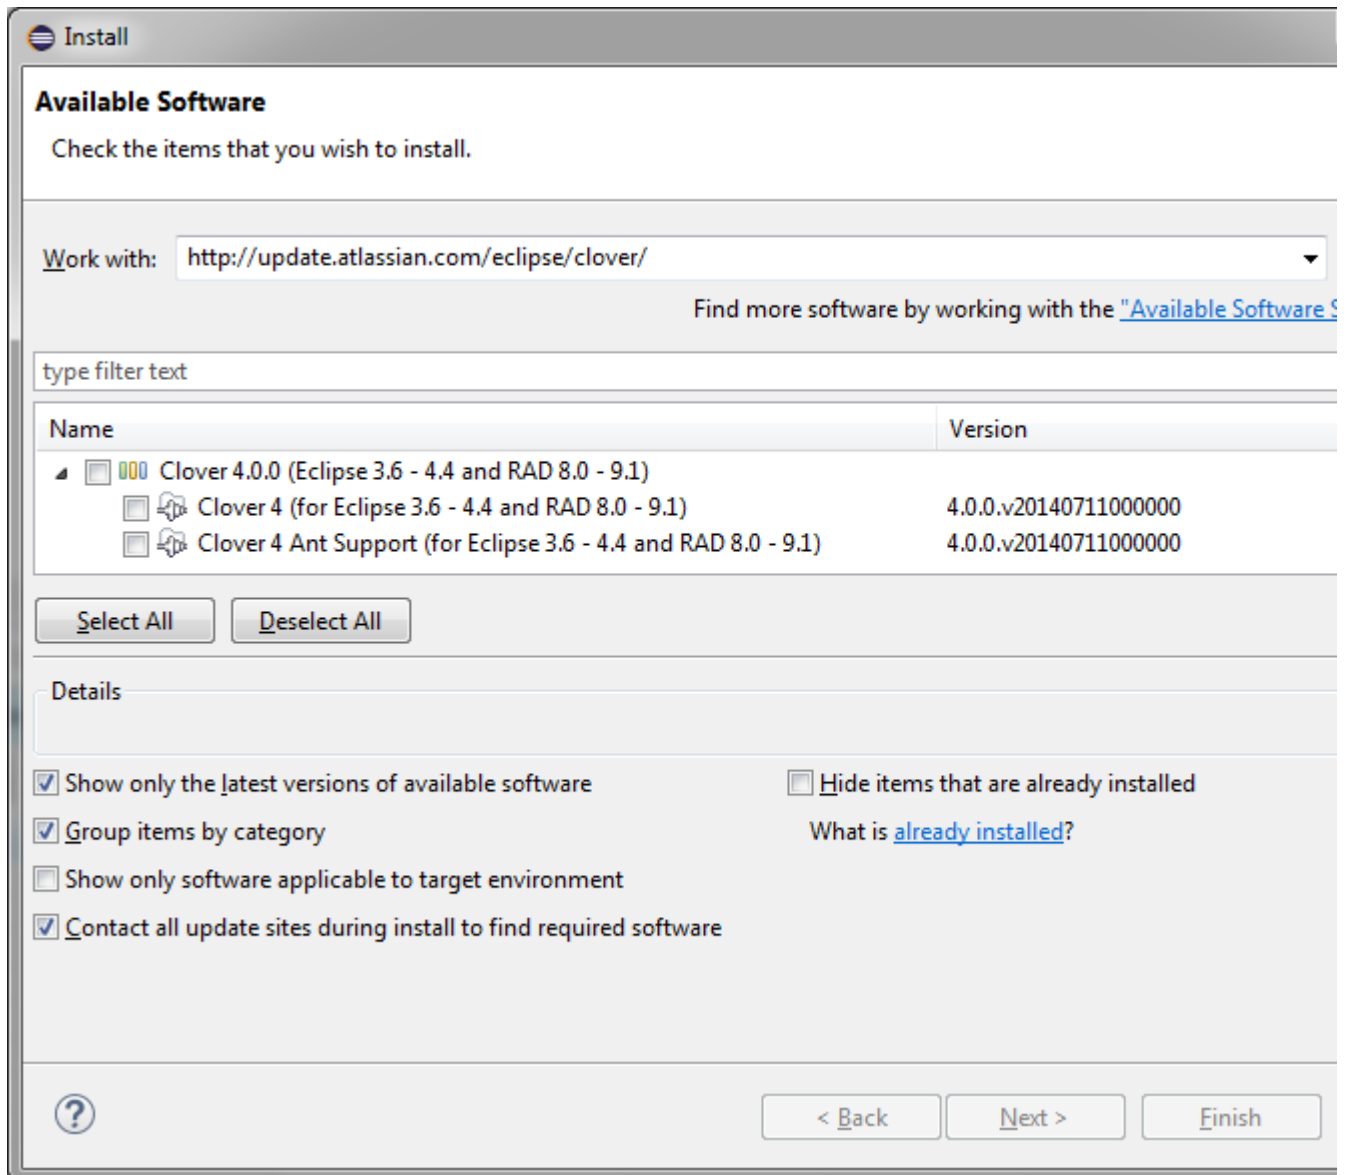 Install
Available Software
Check the items that you wish to install.
Work with: http://update.atlassian.com/eclipse/clover/
Find more software by working with the "Available Software
type filter text
Name Version
Clover 4.0.0 (Eclipse 3.6 - 4.4 and RAD 8.0 - 9.1)
Clover 4 (for Eclipse 3.6 - 4.4 and RAD 8.0 - 9.1) 4.0.0.v20140711000000
Clover 4 Ant Support (for Eclipse 3.6 - 4.4 and RAD 8.0 - 9.1) 4.0.0.v20140711000000
Select All Deselect All
Details
Show only the latest versions of available software Hide items that are already installed
Group items by category What is already installed?
Show only software applicable to target environment
Contact all update sites during install to find required software
? < Back Next > Finish